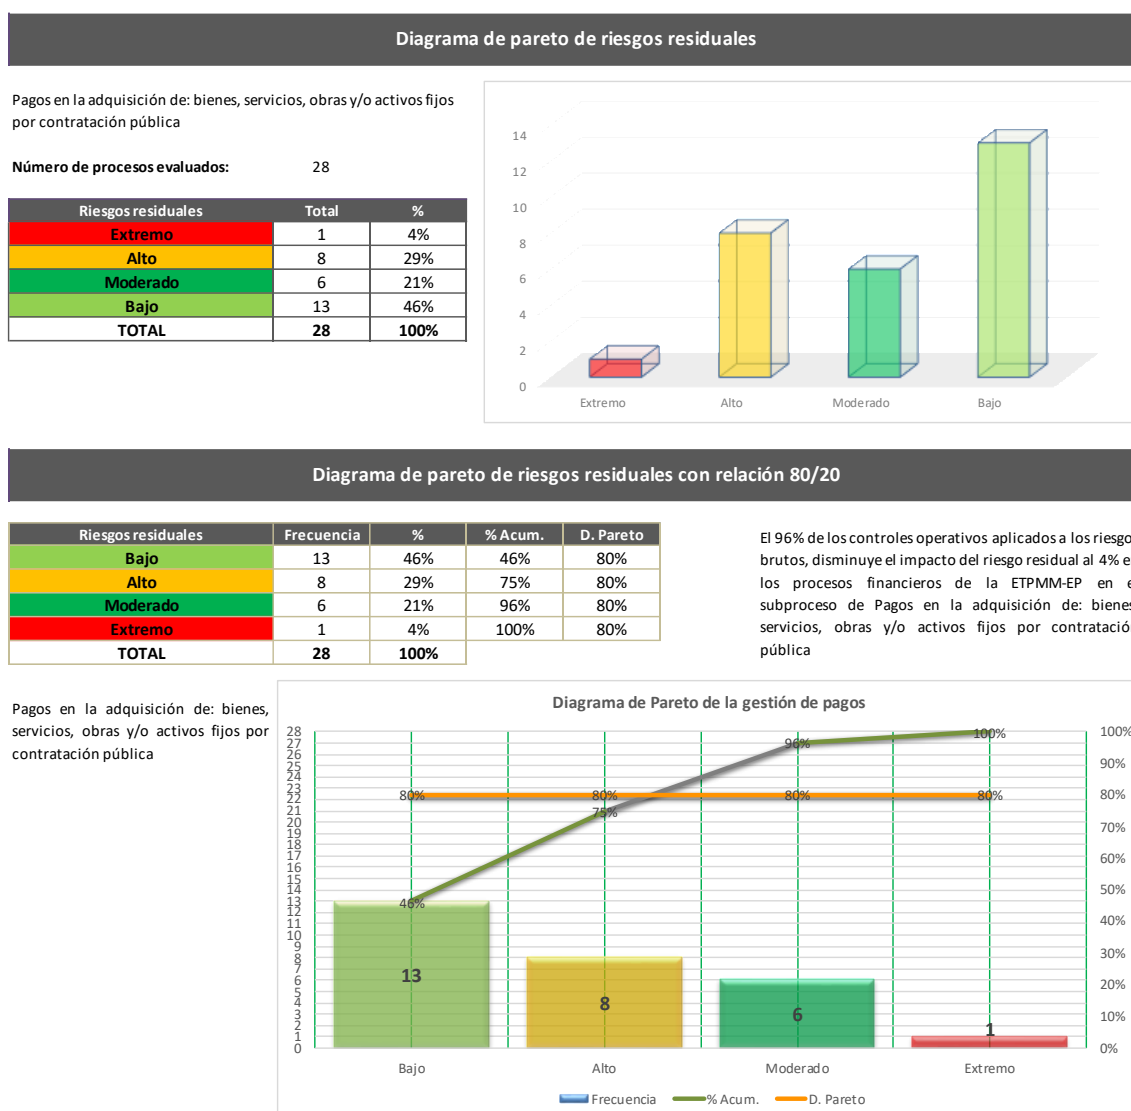 Diagrama de pareto de riesgos residuales
Pagos en la adquisición de: bienes, servicios, obras y/o activos fijos
por contratación pública
Número de procesos evaluados: 28
Riesgos residuales Total %
Extremo 1 4%
Alto 8 29%
Moderado 6 21%
Bajo 13 46%
TOTAL 28 100%
14
12
10
8
6
4
2
0
Extremo Alto Moderado Bajo
Diagrama de pareto de riesgos residuales con relación 80/20
Riesgos residuales Frecuencia % % Acum. D. Pareto
Bajo 13 46% 46% 80%
Alto 8 29% 75% 80%
Moderado 6 21% 96% 80%
Extremo 1 4% 100% 80%
TOTAL 28 100%
El 96% de los controles operativos aplicados a los riesgo
brutos, disminuye el impacto del riesgo residual al 4% e
los procesos financieros de la ETPMM-EP en e
subproceso de Pagos en la adquisición de: bienes
servicios, obras y/o activos fijos por contratació
pública
Pagos en la adquisición de: bienes,
servicios, obras y/o activos fijos por
contratación pública
Diagrama de Pareto de la gestión de pagos
28
27
26
25
24
23
22
21
20
19
18
17
16
15
14
13
12
11
10
9
8
7
6
5
4
3
2
1
0
100%
90%
80%
70%
60%
50%
40%
30%
20%
10%
0%
80% 80% 80% 80%
46% 75% 96% 100%
13 8 6 1
Bajo Alto Moderado Extremo
Frecuencia % Acum. D. Pareto